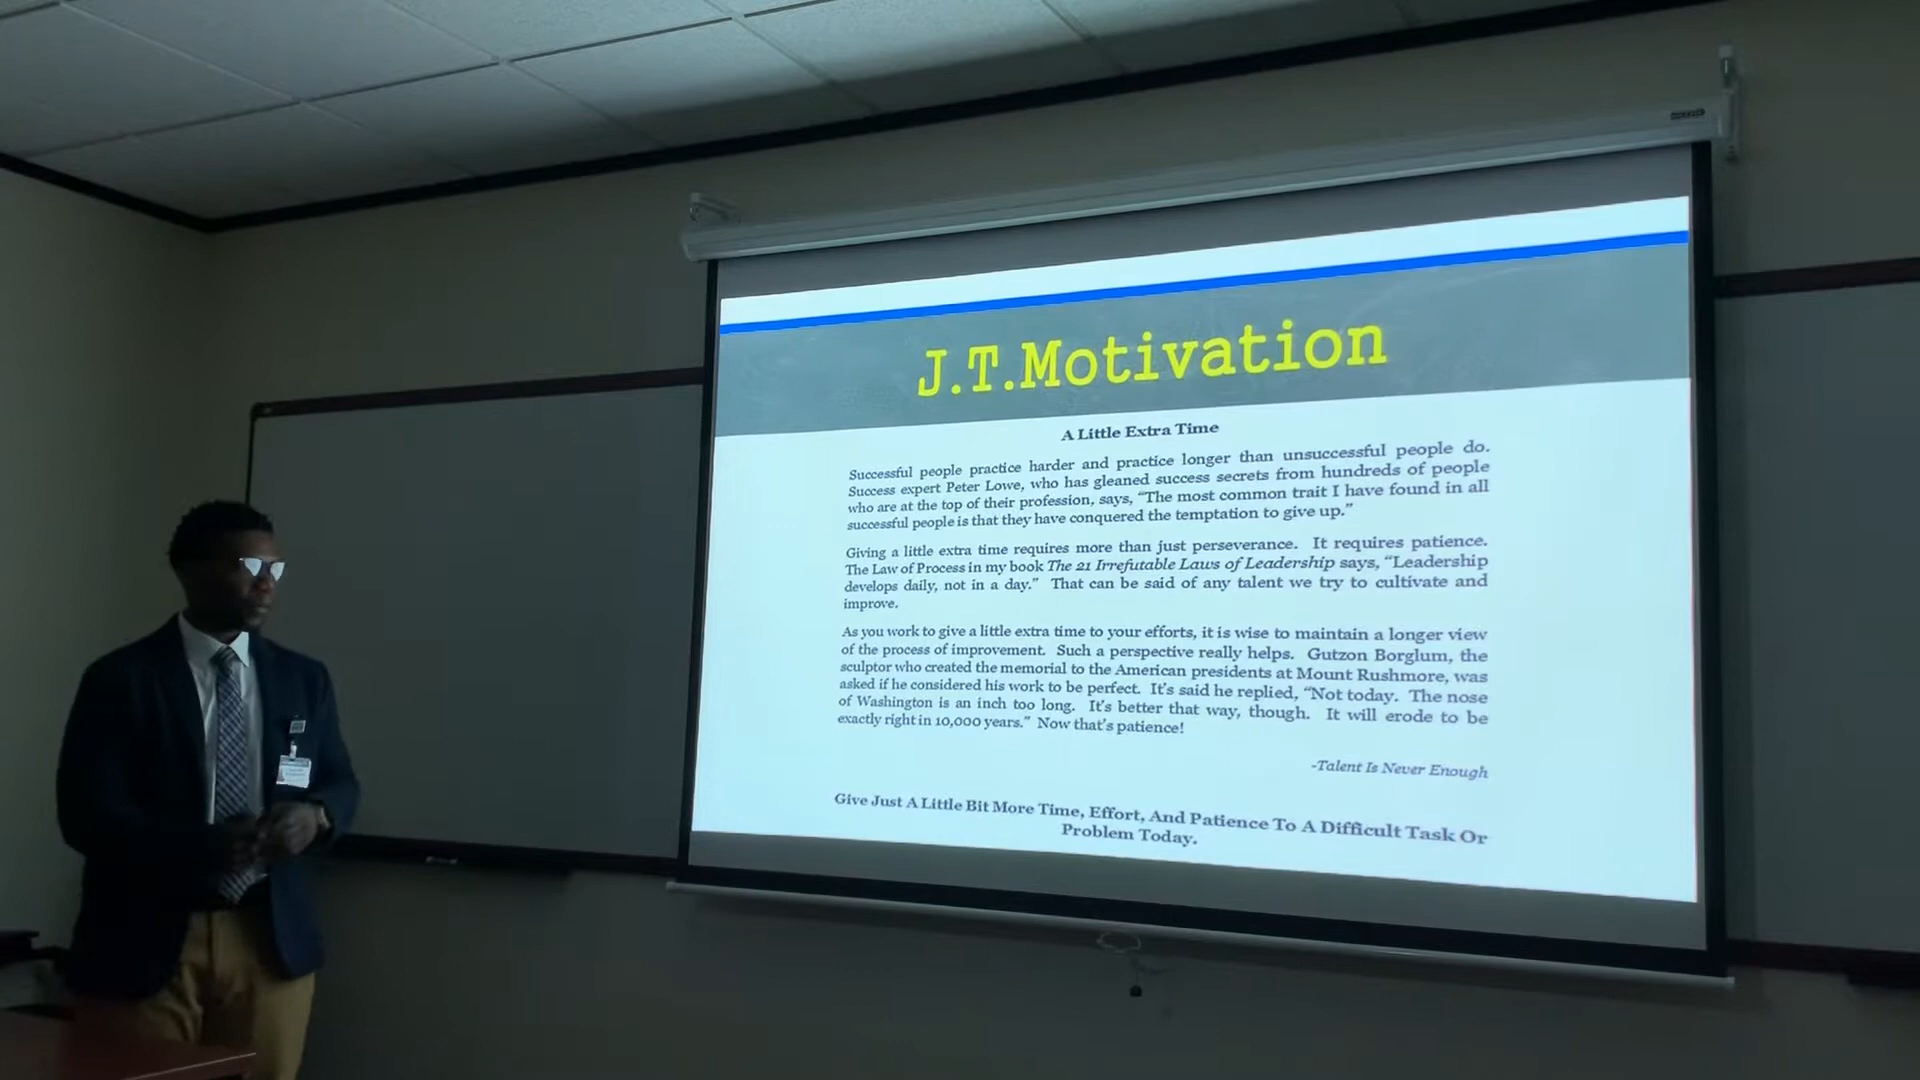 J.T.Motivation
A Little Extra Time
Successful people practice harder and practice longer than unsuccessful people do.
Success expert Peter Lowe, who has gleaned success secrets from hundreds of people
who are at the top of their profession, says, “The most common trait I have found in all
successful people is that they have conquered the temptation to give up.”
Giving a little extra time requires more than just perseverance. It requires patience.
The Law of Process in my book The 21 Irrefutable Laws of Leadership says, “Leadership
develops daily, not in a day.” That can be said of any talent we try to cultivate and
improve.
As you work to give a little extra time to your efforts, it is wise to maintain a longer view
of the process of improvement. Such a perspective really helps. Gutzon Borglum, the
sculptor who created the memorial to the American presidents at Mount Rushmore, was
asked if he considered his work to be perfect. It's said he replied, “Not today. The nose
of Washington is an inch too long. It's better that way, though. It will erode to be
exactly right in 10,000 years.” Now that's patience!
-Talent Is Never Enough
Give Just A Little Bit More Time, Effort, And Patience To A Difficult Task Or
Problem Today.